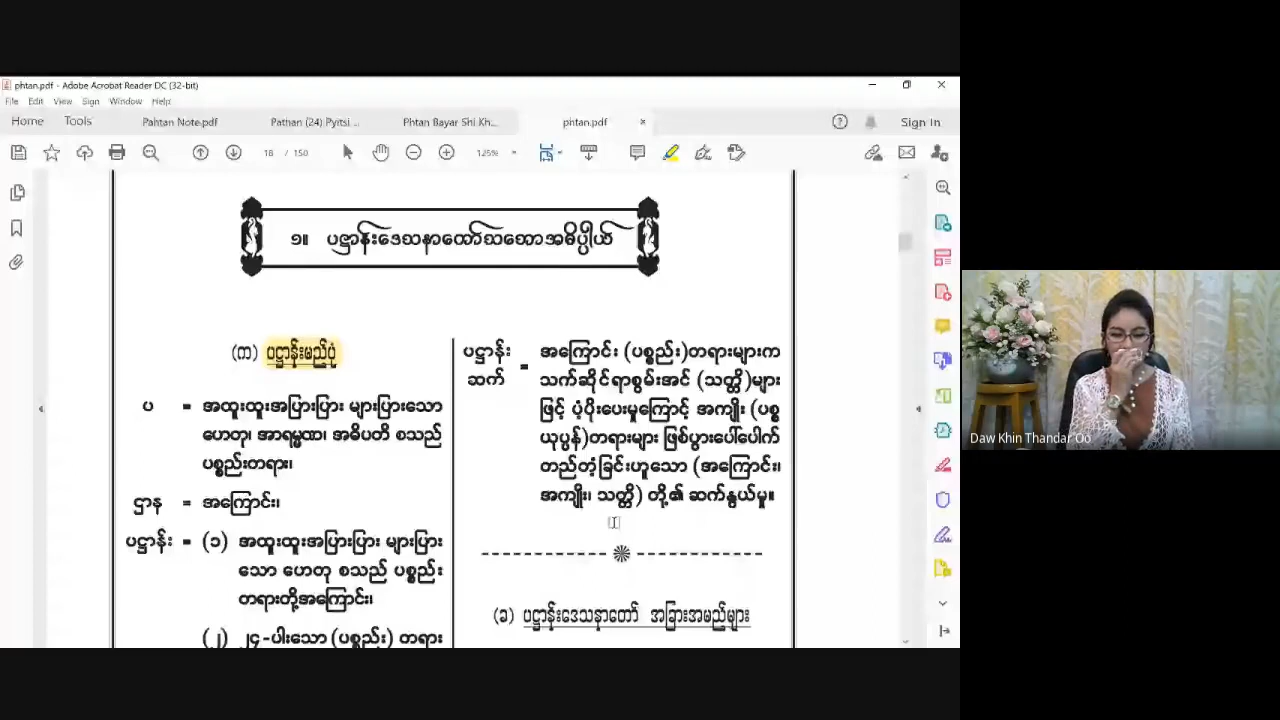 phtan.pdf - Adobe Acrobat Reader DC (32-bit)
File Edit View Sign Window Help
Home Tools Pahtan Note.pdf Pathan (24) Pyitsi ... Phtan Bayar Shi Kh... phtan.pdf × Sign In
18 / 150 125%
၁။ ပဋ္ဌာန်းဒေသနာတော်သဘောအဓိပ္ပါယ်
(က) ပဋ္ဌာန်းမည်ပုံ
ပ = အထူးထူးအပြားပြား များပြားသော
ဟေတု၊ အာရမ္မဏ၊ အဓိပတိ စသည်
ပစ္စည်းတရား၊
ဌာန = အကြောင်း၊
ပဋ္ဌာန်း = (၁) အထူးထူးအပြားပြား များပြား
သော ဟေတု စသည် ပစ္စည်း
တရားတို့အကြောင်း၊
(၂) ၂၄-ပါးသော (ပစ္စည်း) တရား
ပဋ္ဌာန်း
ဆက်
= အကြောင်း (ပစ္စည်း)တရားများက
သက်ဆိုင်ရာစွမ်းအင် (သတ္တိ)များ
ဖြင့် ပံ့ပိုးပေးမှုကြောင့် အကျိုး (ပစ္စ
ယုပ္ပန်)တရားများ ဖြစ်ပွားပေါ်ပေါက်
တည်တံ့ခြင်းဟူသော (အကြောင်း၊
အကျိုး၊ သတ္တိ) တို့၏ ဆက်နွယ်မှု။
(ခ) ပဋ္ဌာန်းဒေသနာတော် အခြားအမည်များ
Daw Khin Thandar Oo